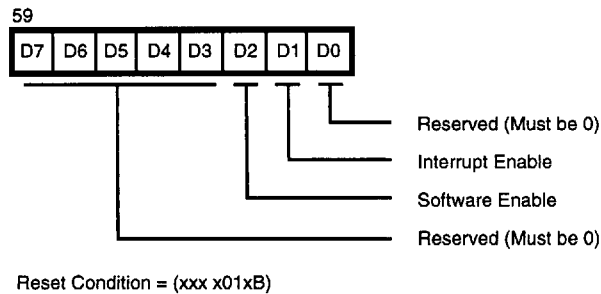 59
D7 D6 D5 D4 D3 D2 D1 D0
Reserved (Must be 0)
Interrupt Enable
Software Enable
Reserved (Must be 0)
Reset Condition = (xxx x01xB)